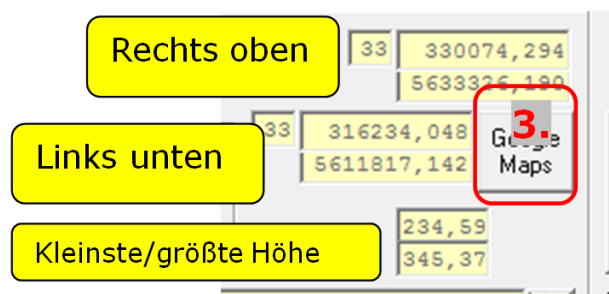 Rechts oben
33 330074,294
5633326,190
Links unten
33 316234,048
5611817,142
3.
Google
Maps
Kleinste/größte Höhe
234,59
345,37